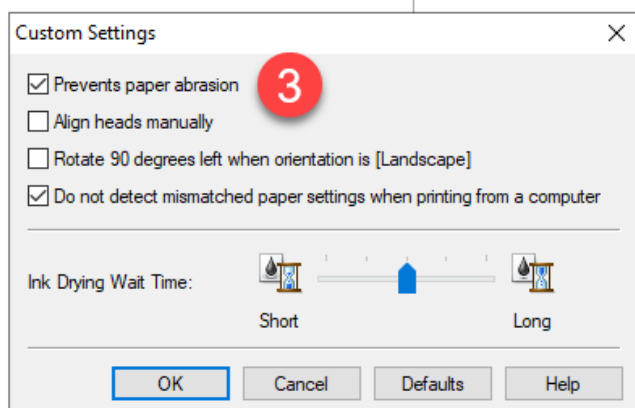 Custom Settings
Prevents paper abrasion 3
Align heads manually
Rotate 90 degrees left when orientation is [Landscape]
Do not detect mismatched paper settings when printing from a computer
Ink Drying Wait Time:
Short Long
OK Cancel Defaults Help